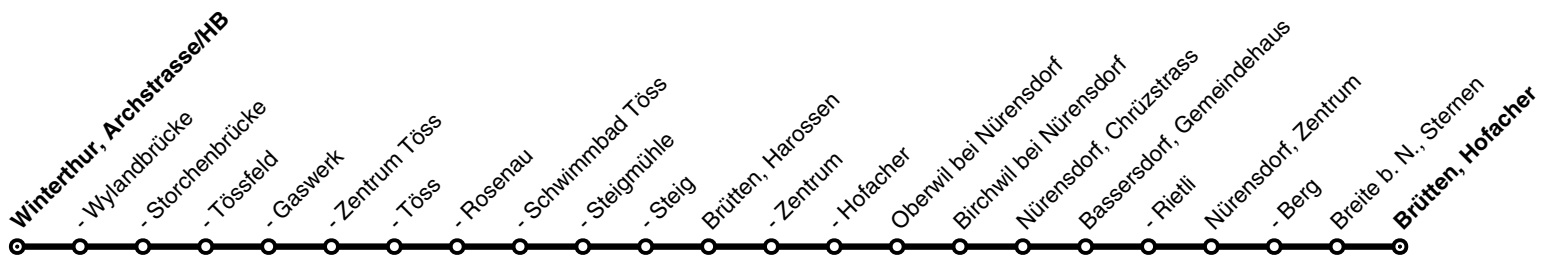 Winterthur, Archstrasse/HB
- Wylandbrücke
- Storchenbrücke
- Tössfeld
- Gaswerk
- Zentrum Töss
- Töss
- Rosenau
- Schwimmbad Töss
- Steigmühle
- Steig
Brütten, Harossen
- Zentrum
- Hofacher
Oberwil bei Nürensdorf
Birchwil bei Nürensdorf
Nürensdorf, Chrüzstrass
Bassersdorf, Gemeindehaus
- Rietli
Nürensdorf, Zentrum
- Berg
Breite b. N., Sternen
Brütten, Hofacher